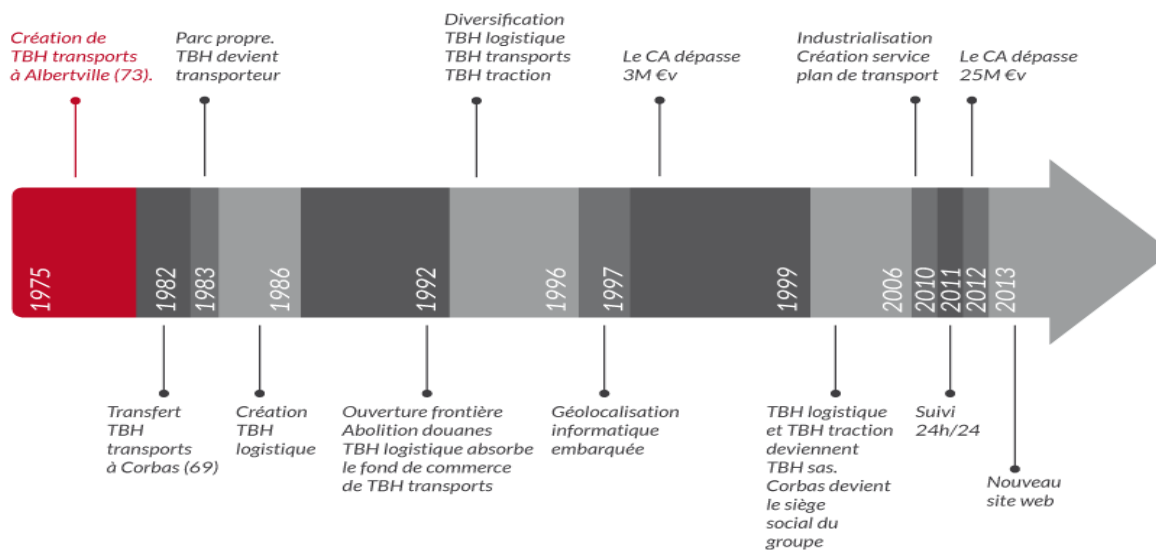 Création de
TBH transports
à Albertville (73).
Parc propre.
TBH devient
transporteur
Diversification
TBH logistique
TBH transports
TBH traction
Le CA dépasse
3M €v
Industrialisation
Création service
plan de transport
Le CA dépasse
25M €v
1975
1982
1983
1986
1992
1996
1997
1999
2006
2010
2011
2012
2013
Transfert
TBH
transports
à Corbas (69)
Création
TBH
logistique
Ouverture frontière
Abolition douanes
TBH logistique absorbe
le fond de commerce
de TBH transports
Géolocalisation
informatique
embarquée
TBH logistique
et TBH traction
deviennent
TBH sas.
Corbas devient
le siège
social du
groupe
Suivi
24h/24
Nouveau
site web